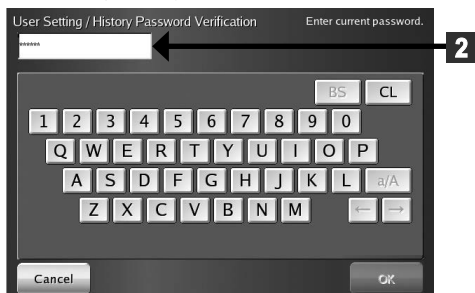 User Setting / History Password Verification Enter current password.
****** 2
BS CL
1 2 3 4 5 6 7 8 9 0
Q W E R T Y U I O P
A S D F G H J K L a/A
Z X C V B N M ← →
Cancel OK